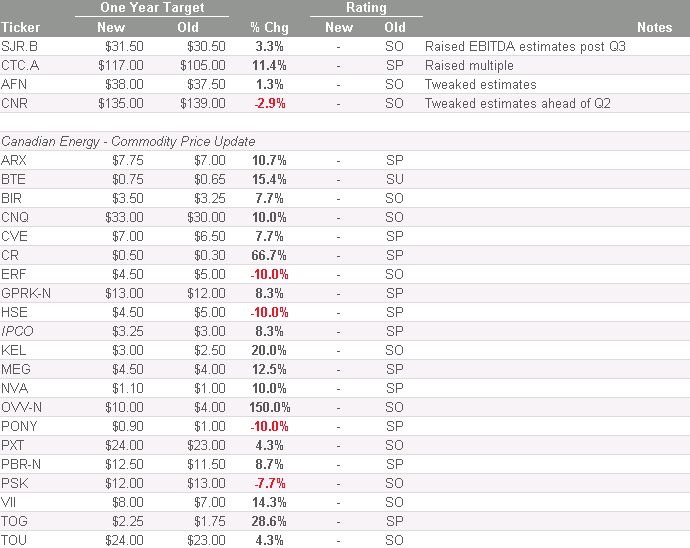 One Year Target Rating
Ticker New Old % Chg New Old Notes
SJR.B $31.50 $30.50 3.3% - SO Raised EBITDA estimates post Q3
CTC.A $117.00 $105.00 11.4% - SP Raised multiple
AFN $38.00 $37.50 1.3% - SO Tweaked estimates
CNR $135.00 $139.00 -2.9% - SO Tweaked estimates ahead of Q2
Canadian Energy - Commodity Price Update
ARX $7.75 $7.00 10.7% - SP
BTE $0.75 $0.65 15.4% - SU
BIR $3.50 $3.25 7.7% - SO
CNQ $33.00 $30.00 10.0% - SO
CVE $7.00 $6.50 7.7% - SP
CR $0.50 $0.30 66.7% - SP
ERF $4.50 $5.00 -10.0% - SO
GPRK-N $13.00 $12.00 8.3% - SP
HSE $4.50 $5.00 -10.0% - SP
IPCO $3.25 $3.00 8.3% - SP
KEL $3.00 $2.50 20.0% - SO
MEG $4.50 $4.00 12.5% - SP
NVA $1.10 $1.00 10.0% - SP
OVV-N $10.00 $4.00 150.0% - SO
PONY $0.90 $1.00 -10.0% - SP
PXT $24.00 $23.00 4.3% - SO
PBR-N $12.50 $11.50 8.7% - SP
PSK $12.00 $13.00 -7.7% - SO
VII $8.00 $7.00 14.3% - SO
TOG $2.25 $1.75 28.6% - SP
TOU $24.00 $23.00 4.3% - SO